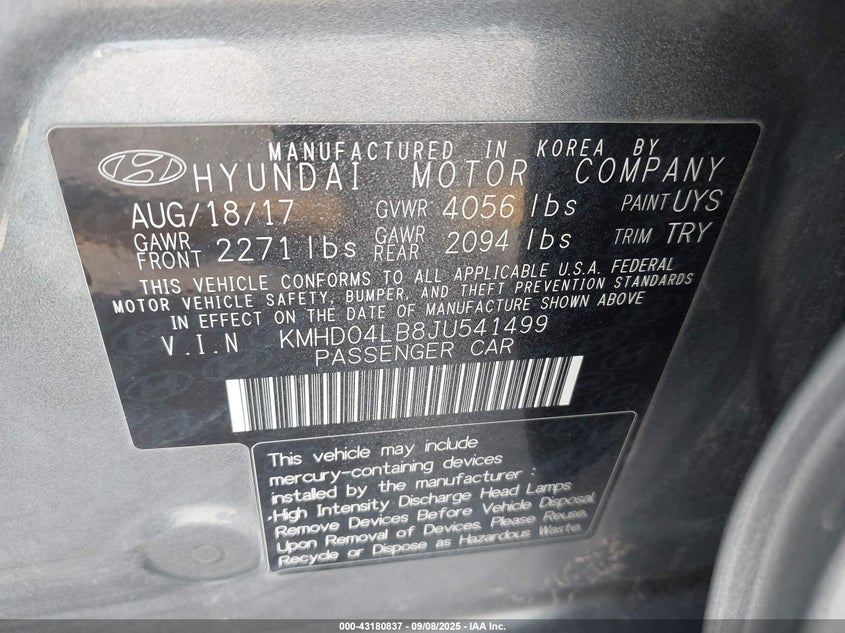 MANUFACTURED IN KOREA BY
HYUNDAI MOTOR COMPANY
AUG/18/17 GVWR 4056 lbs PAINT UYS
GAWR FRONT 2271 lbs GAWR REAR 2094 lbs TRIM TRY
THIS VEHICLE CONFORMS TO ALL APPLICABLE U.S.A. FEDERAL
MOTOR VEHICLE SAFETY, BUMPER, AND THEFT PREVENTION STANDARDS
IN EFFECT ON THE DATE OF MANUFACTURE SHOWN ABOVE
V.I.N KMHD04LB8JU541499
PASSENGER CAR
This vehicle may include
mercury-containing devices
installed by the manufacturer :
-High Intensity Discharge Head Lamps
Remove Devices Before Vehicle Disposal.
Upon Removal of Devices. Please Reuse.
Recycle or Dispose as Hazardous Waste.
000-43180837 - 09/08/2025 - IAA Inc.